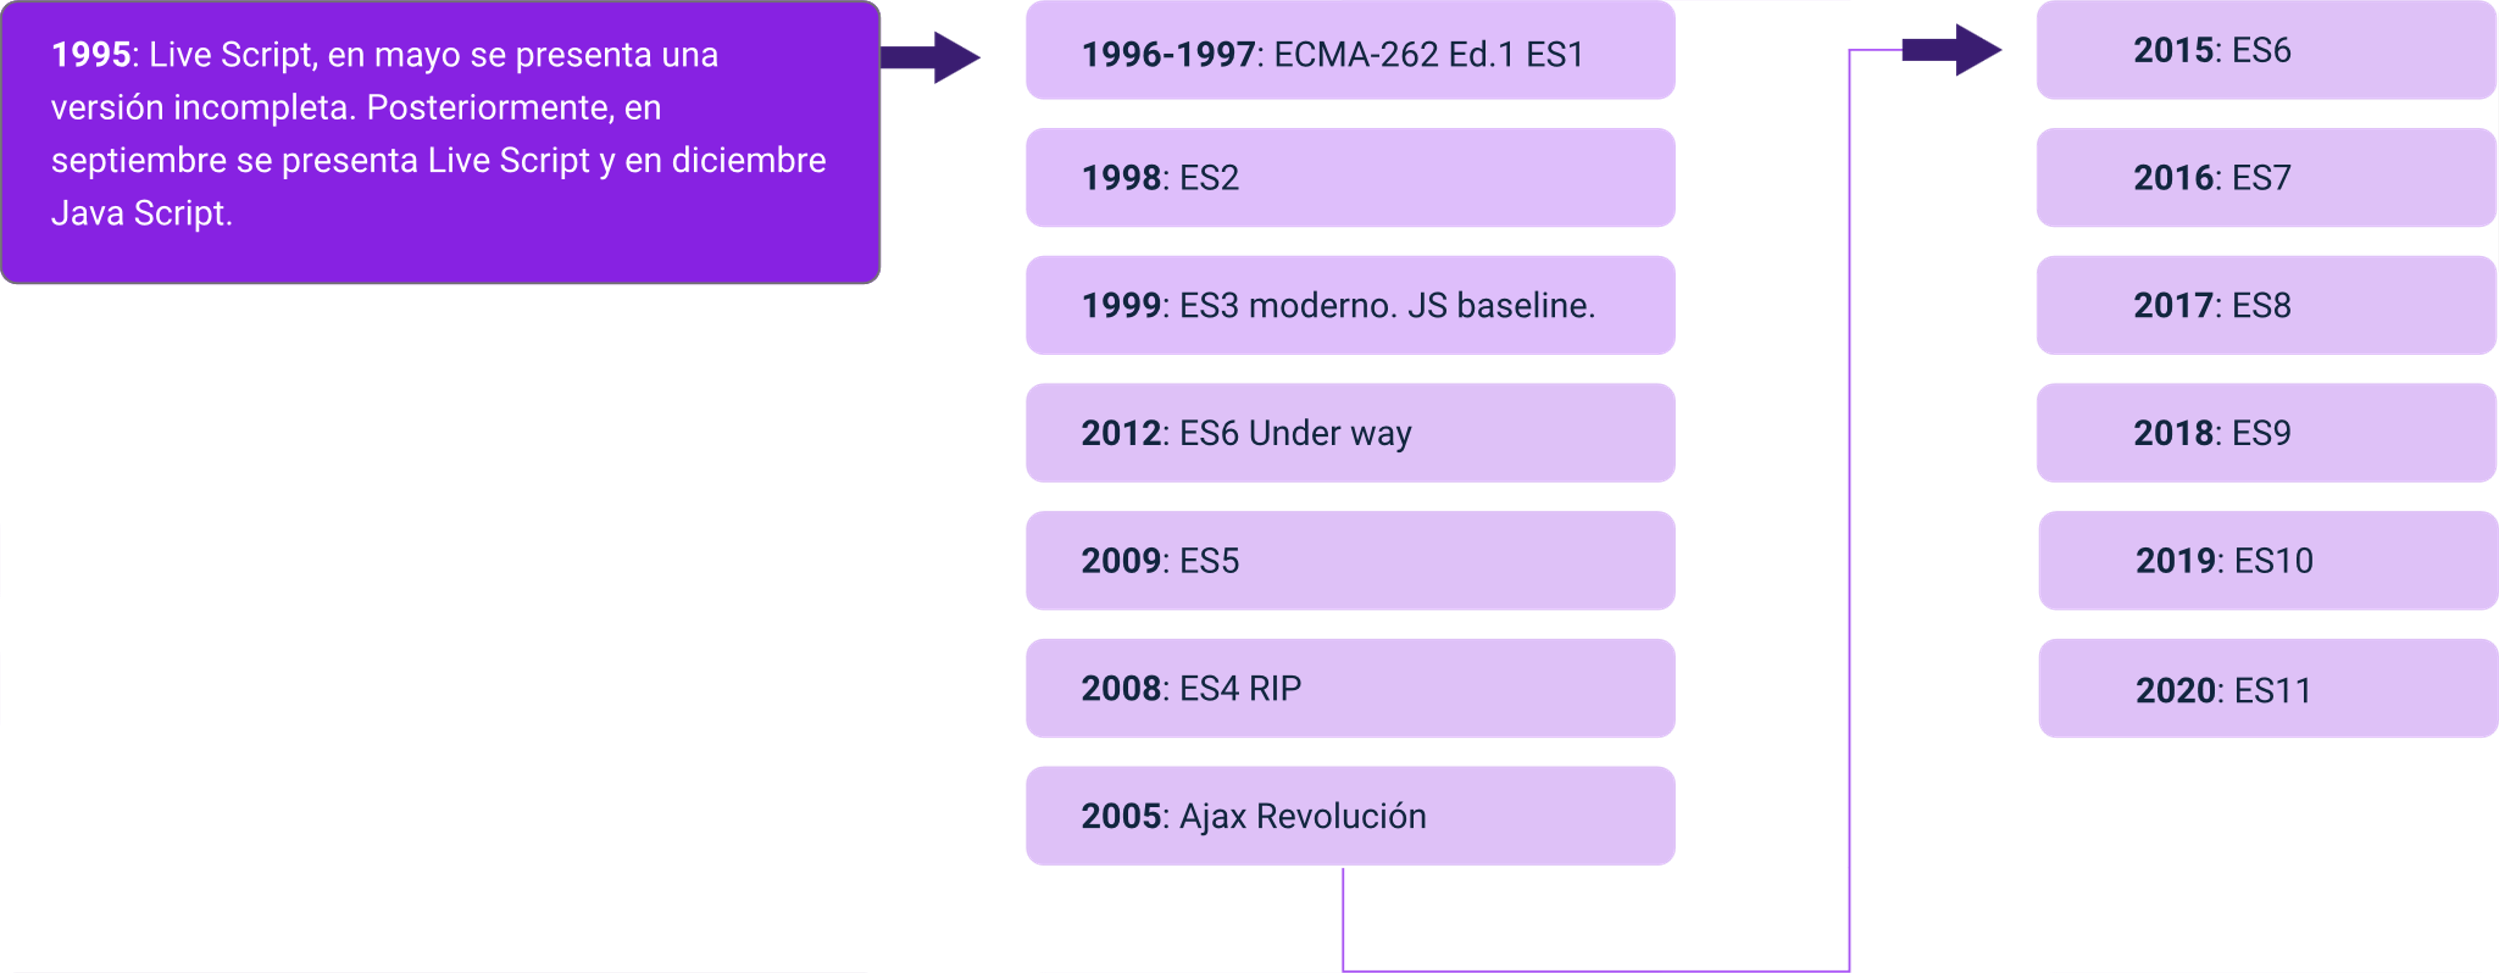 1995: Live Script, en mayo se presenta una
versión incompleta. Posteriormente, en
septiembre se presenta Live Script y en diciembre
Java Script.
1996-1997: ECMA-262 Ed.1 ES1
1998: ES2
1999: ES3 moderno. JS baseline.
2012: ES6 Under way
2009: ES5
2008: ES4 RIP
2005: Ajax Revolución
2015: ES6
2016: ES7
2017: ES8
2018: ES9
2019: ES10
2020: ES11